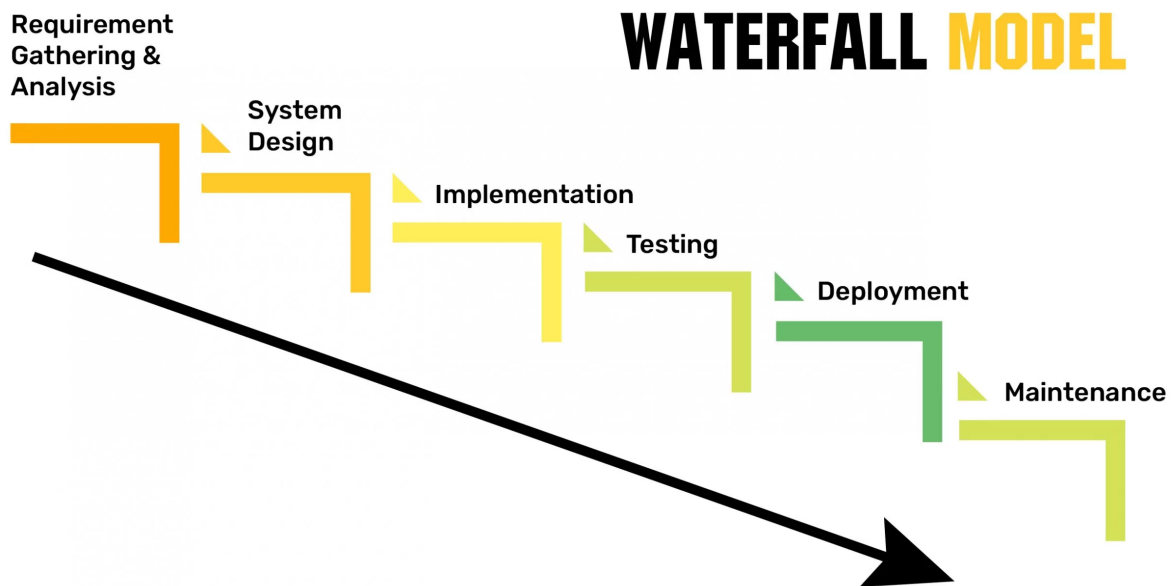 WATERFALL MODEL
Requirement
Gathering &
Analysis
System
Design
Implementation
Testing
Deployment
Maintenance